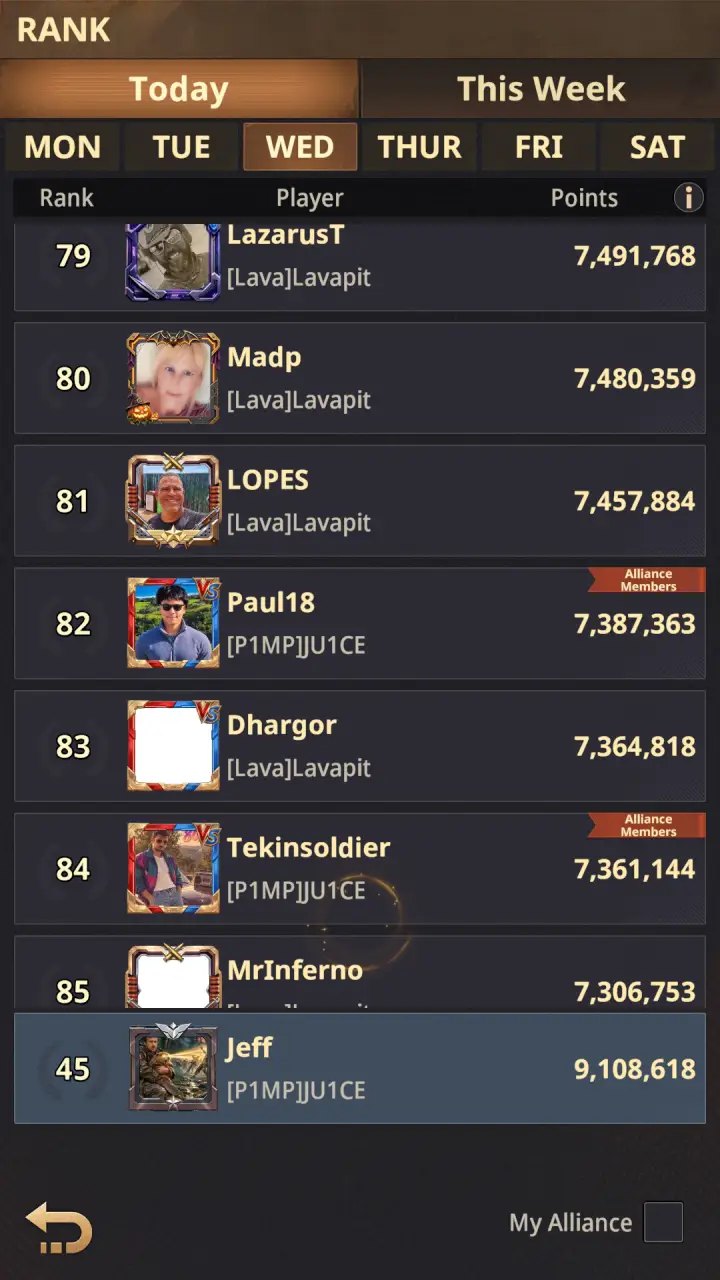 RANK
Today
This Week
MON
TUE
WED
THUR
FRI
SAT
Rank
Player
Points
79
LazarusT
[Lava]Lavapit
7,491,768
80
Madp
[Lava]Lavapit
7,480,359
81
LOPES
[Lava]Lavapit
7,457,884
Alliance
Members
82
Paul18
[P1MP]JU1CE
7,387,363
83
Dhargor
[Lava]Lavapit
7,364,818
Alliance
Members
84
Tekinsoldier
[P1MP]JU1CE
7,361,144
85
MrInferno
[Lava]Lavapit
7,306,753
45
Jeff
[P1MP]JU1CE
9,108,618
My Alliance